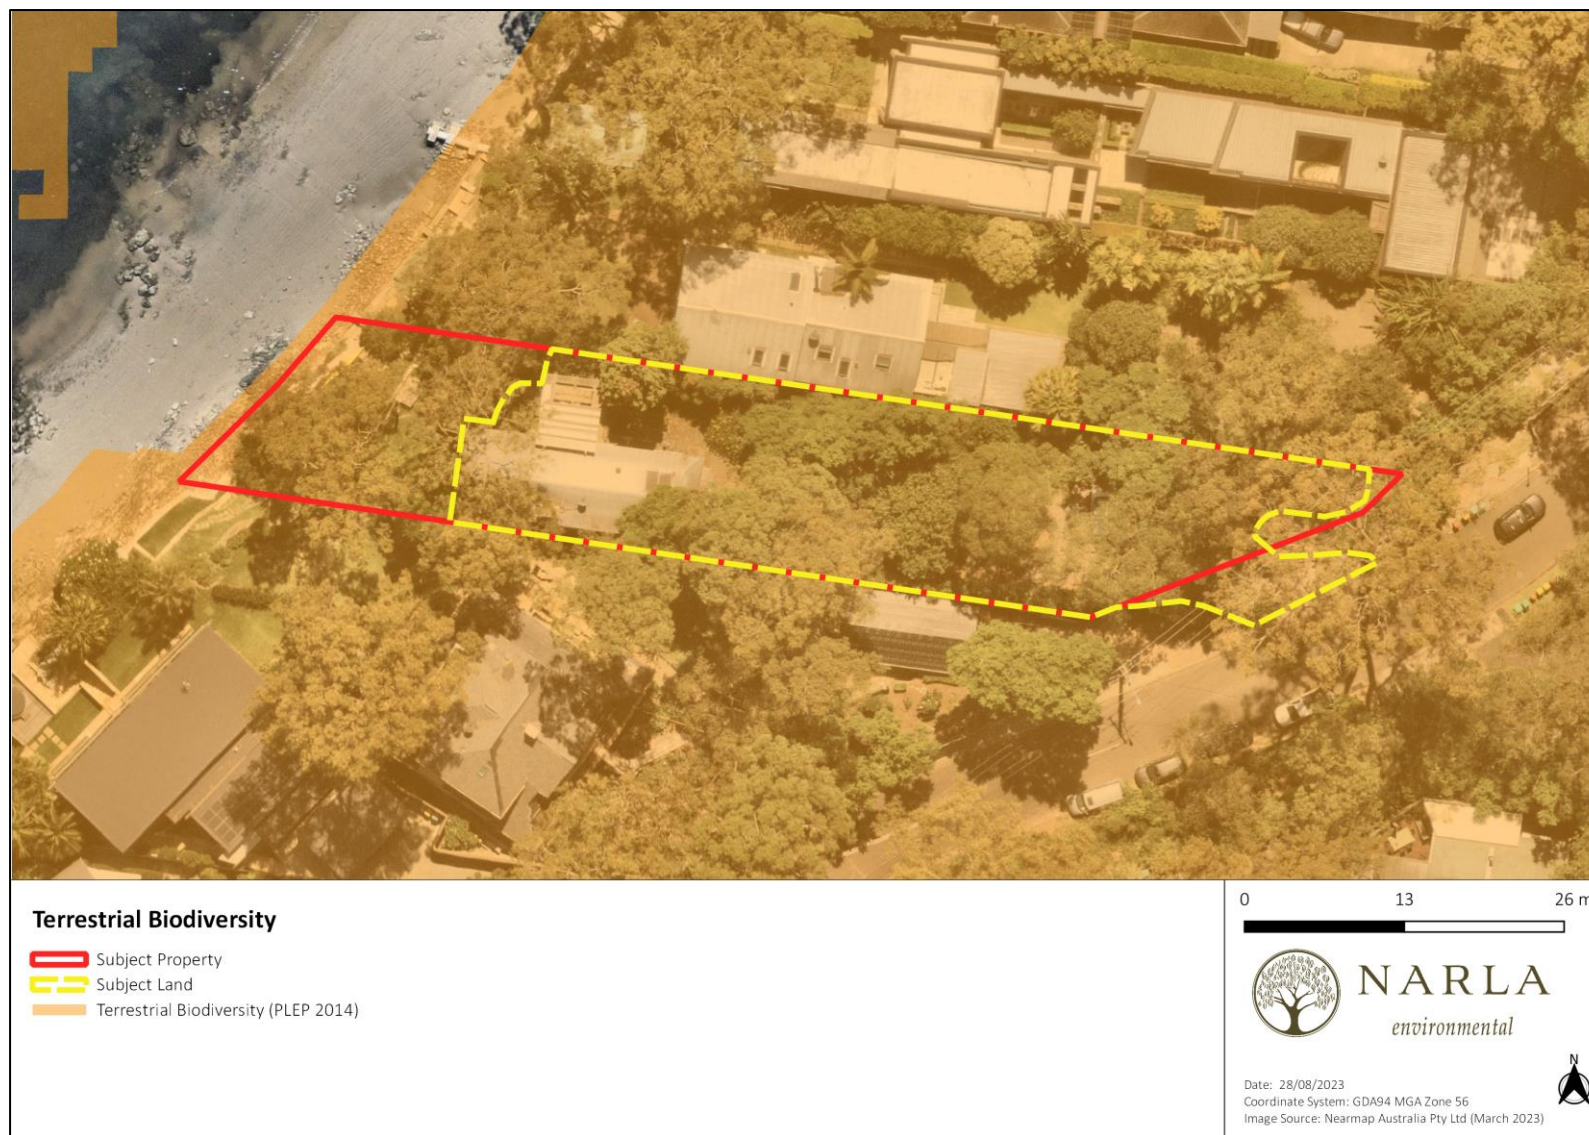 Terrestrial Biodiversity
Subject Property
Subject Land
Terrestrial Biodiversity (PLEP 2014)
0 13 26 m
NARLA
environmental
N
Date: 28/08/2023
Coordinate System: GDA94 MGA Zone 56
Image Source: Nearmap Australia Pty Ltd (March 2023)